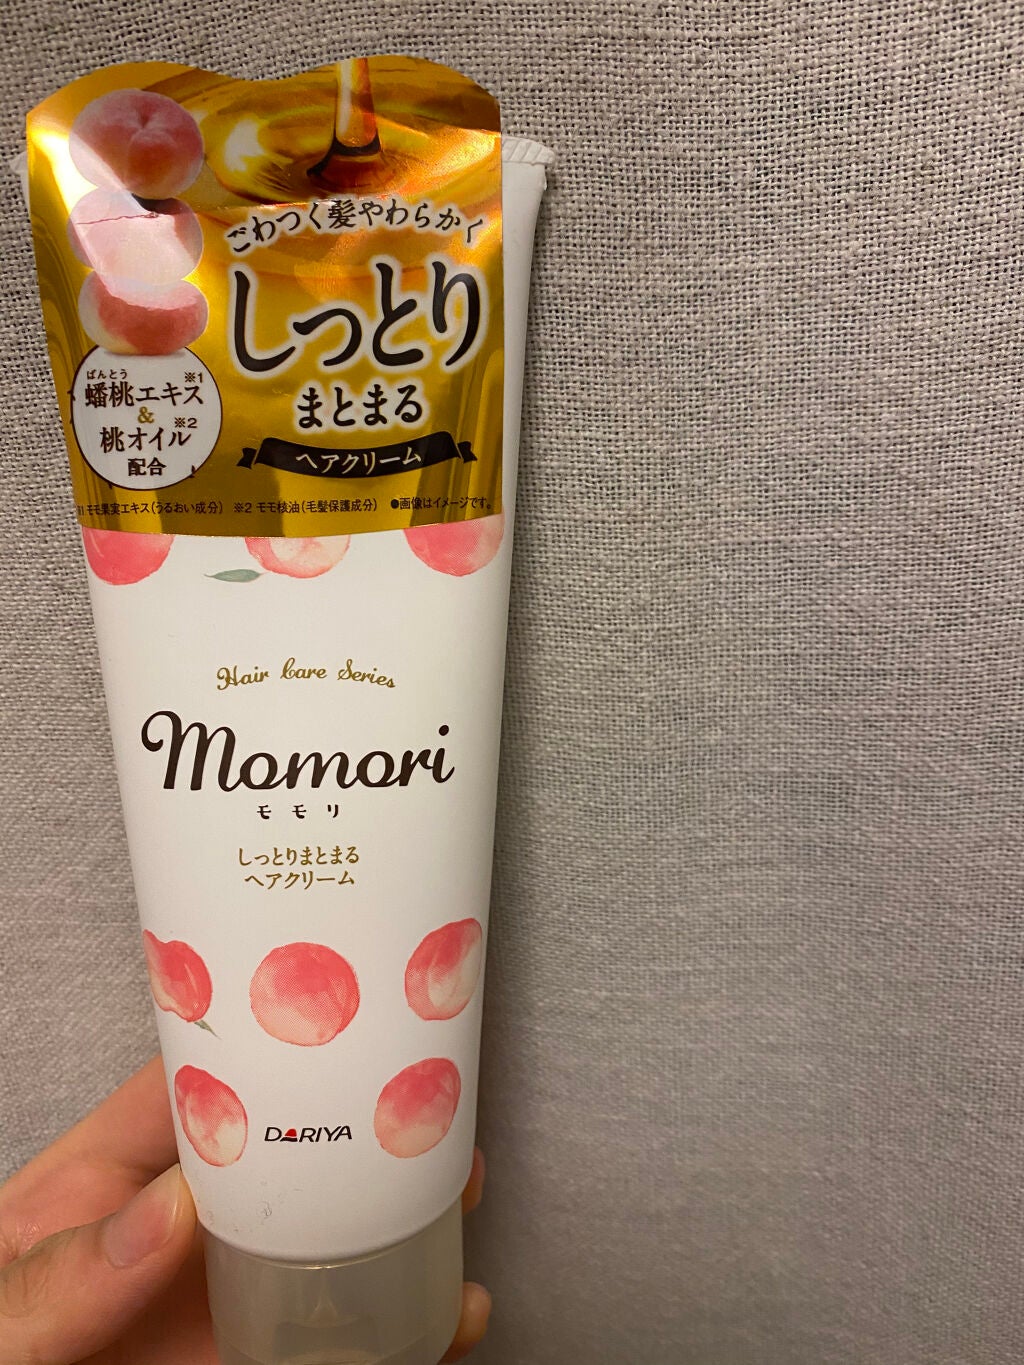 ごわつく髪やわらかく
しっとり
まとまる
ヘアクリーム
ばんとう
蟠桃エキス※1
&
桃オイル※2
配合
※1 モモ果実エキス(うるおい成分) ※2 モモ核油(毛髪保護成分) ●画像はイメージです。
Hair Care Series
momori
モモリ
しっとりまとまる
ヘアクリーム
DARIYA